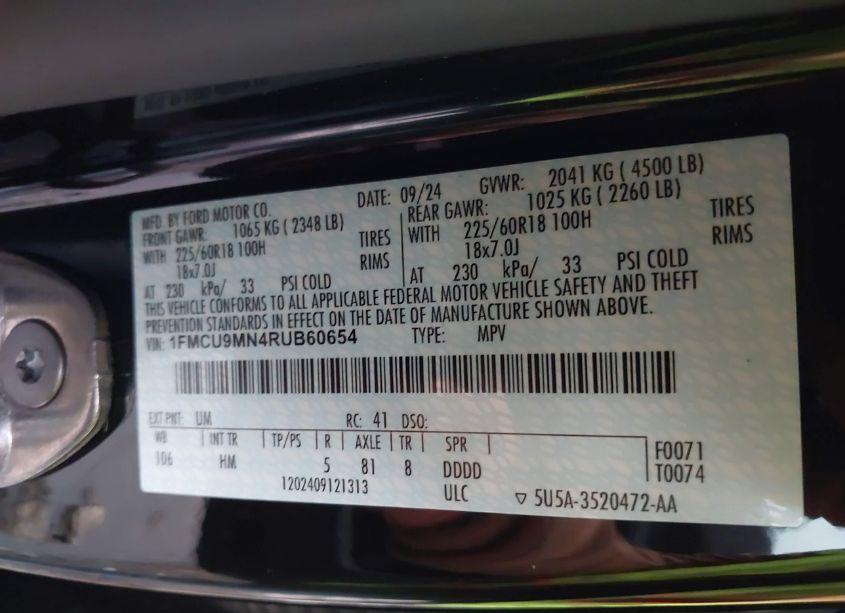 MFD. BY FORD MOTOR CO.
DATE: 09/24 GVWR: 2041 KG ( 4500 LB)
FRONT GAWR: 1065 KG ( 2348 LB)
WITH 225/60R18 100H TIRES
18x7.0J RIMS
AT 230 kPa/ 33 PSI COLD
REAR GAWR: 1025 KG ( 2260 LB)
WITH 225/60R18 100H TIRES
18x7.0J RIMS
AT 230 kPa/ 33 PSI COLD
THIS VEHICLE CONFORMS TO ALL APPLICABLE FEDERAL MOTOR VEHICLE SAFETY AND THEFT
PREVENTION STANDARDS IN EFFECT ON THE DATE OF MANUFACTURE SHOWN ABOVE.
VIN: 1FMCU9MN4RUB60654 TYPE: MPV
EXT PNT: UM RC: 41 DSO:
WB INT TR TP/PS R AXLE TR SPR F0071
106 HM 5 81 8 DDDD T0074
1202409121313 ULC ▽ 5U5A-3520472-AA